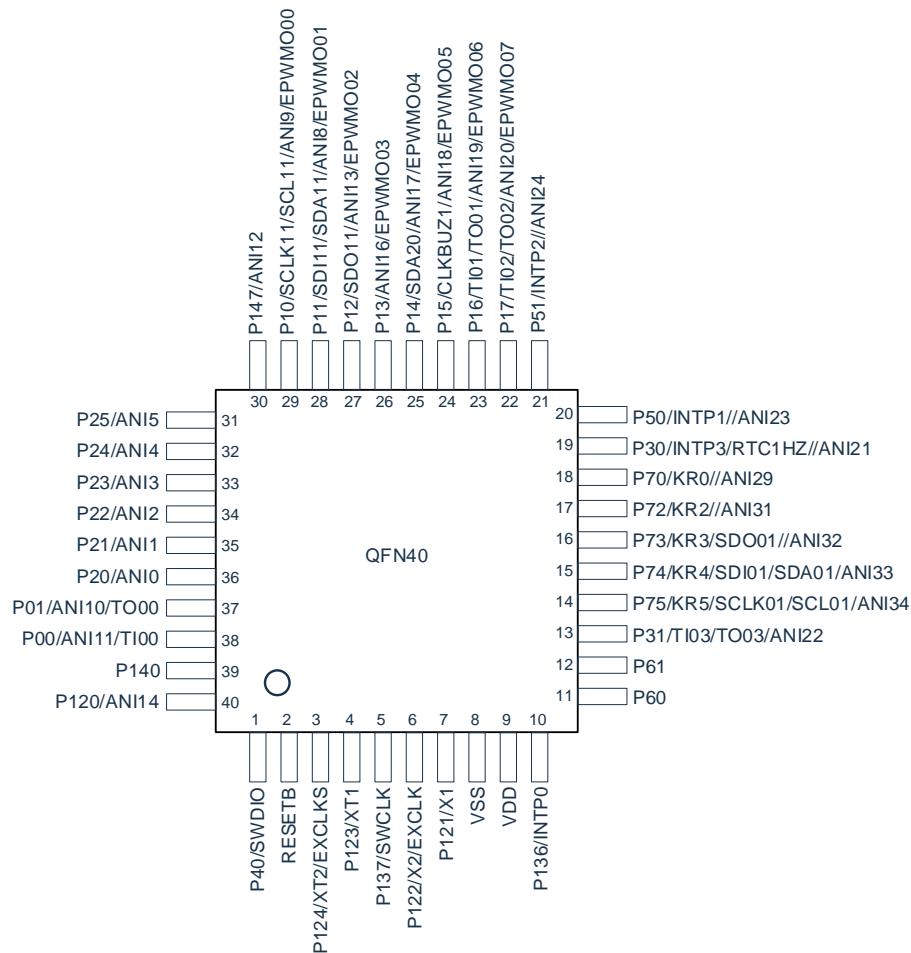 P147/ANI12
P10/SCLK11/SCL11/ANI9/EPWMO00
P11/SDI11/SDA11/ANI8/EPWMO01
P12/SDO11/ANI13/EPWMO02
P13/ANI16/EPWMO03
P14/SDA20/ANI17/EPWMO04
P15/CLKBUZ1/ANI18/EPWMO05
P16/TI01/TO01/ANI19/EPWMO06
P17/TI02/TO02/ANI20/EPWMO07
P51/INTP2//ANI24
30 29 28 27 26 25 24 23 22 21
P25/ANI5 31
P24/ANI4 32
P23/ANI3 33
P22/ANI2 34
P21/ANI1 35
P20/ANI0 36
P01/ANI10/TO00 37
P00/ANI11/TI00 38
P140 39
P120/ANI14 40
QFN40
20 P50/INTP1//ANI23
19 P30/INTP3/RTC1HZ//ANI21
18 P70/KR0//ANI29
17 P72/KR2//ANI31
16 P73/KR3/SDO01//ANI32
15 P74/KR4/SDI01/SDA01/ANI33
14 P75/KR5/SCLK01/SCL01/ANI34
13 P31/TI03/TO03/ANI22
12 P61
11 P60
1 2 3 4 5 6 7 8 9 10
P40/SWDIO
RESETB
P124/XT2/EXCLKS
P123/XT1
P137/SWCLK
P122/X2/EXCLK
P121/X1
VSS
VDD
P136/INTP0